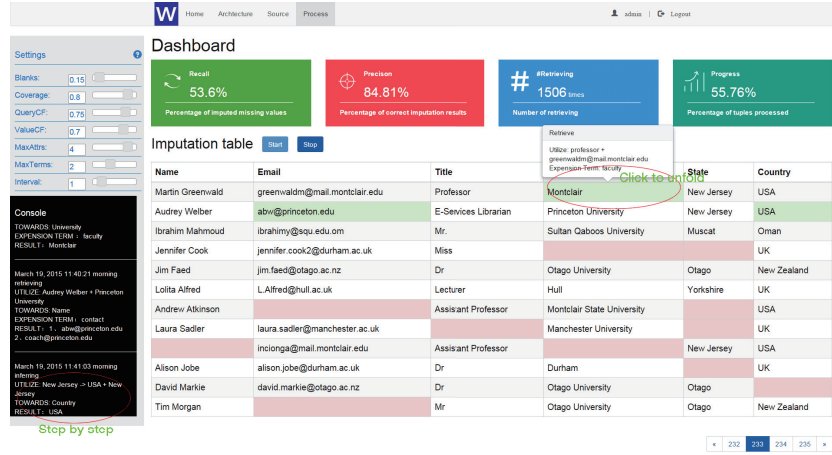 W Home Archtecture Source Process admin | Logout
Settings ?
Blanks: 0.15
Coverage: 0.8
QueryCF: 0.75
ValueCF: 0.7
MaxAttrs: 4
MaxTerms: 2
Interval: 1
Console
TOWARDS: University
EXPENSION TERM : faculty
RESULT: Montclair
March 19, 2015 11:40:21 morning
retrieving
UTILIZE: Audrey Welber + Princeton
University
TOWARDS: Name
EXPENSION TERM: contact
RESULT: 1、 abw@princeton.edu
2、coach@princeton.edu
March 19, 2015 11:41:03 morning
inferring
UTILIZE: New Jersey -> USA + New
Jersey
TOWARDS: Country
RESULT: USA
Step by step
Dashboard
Recall
53.6%
Percentage of imputed missing values
Precison
84.81%
Percentage of correct imputation results
# #Retrieving
1506 times
Number of retrieving
Progress
55.76%
Percentage of tuples processed
Imputation table Start Stop
Retrieve
Utilize: professor +
greenwaldm@mail.montclair.edu
Expension Term: faculty
Click to unfold
Name Email Title State Country
Martin Greenwald greenwaldm@mail.montclair.edu Professor Montclair New Jersey USA
Audrey Welber abw@princeton.edu E-Services Librarian Princeton University New Jersey USA
Ibrahim Mahmoud ibrahimy@squ.edu.om Mr. Sultan Qaboos University Muscat Oman
Jennifer Cook jennifer.cook2@durham.ac.uk Miss UK
Jim Faed jim.faed@otago.ac.nz Dr Otago University Otago New Zealand
Lolita Alfred L.Alfred@hull.ac.uk Lecturer Hull Yorkshire UK
Andrew Atkinson Assistant Professor Montclair State University USA
Laura Sadler laura.sadler@manchester.ac.uk Manchester University UK
incionga@mail.montclair.edu Assistant Professor New Jersey USA
Alison Jobe alison.jobe@durham.ac.uk Dr Durham UK
David Markie david.markie@otago.ac.nz Dr Otago University Otago
Tim Morgan Mr Otago University Otago New Zealand
« 232 233 234 235 »